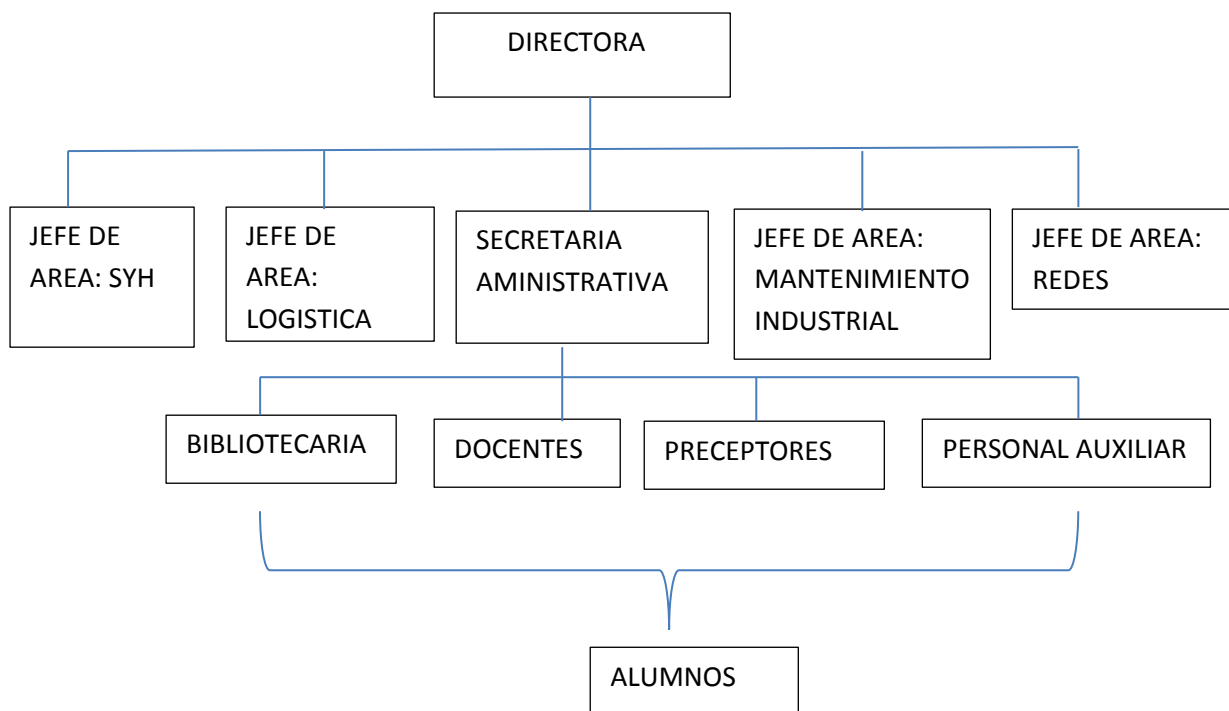 DIRECTORA
JEFE DE
AREA: SYH
JEFE DE
AREA:
LOGISTICA
SECRETARIA
AMINISTRATIVA
JEFE DE AREA:
MANTENIMIENTO
INDUSTRIAL
JEFE DE AREA:
REDES
BIBLIOTECARIA
DOCENTES
PRECEPTORES
PERSONAL AUXILIAR
ALUMNOS